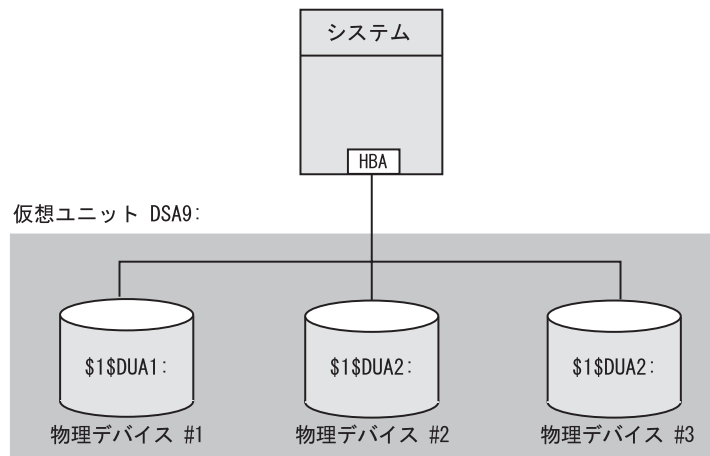 システム
HBA
仮想ユニット DSA9:
$1$DUA1:
$1$DUA2:
$1$DUA2:
物理デバイス #1
物理デバイス #2
物理デバイス #3